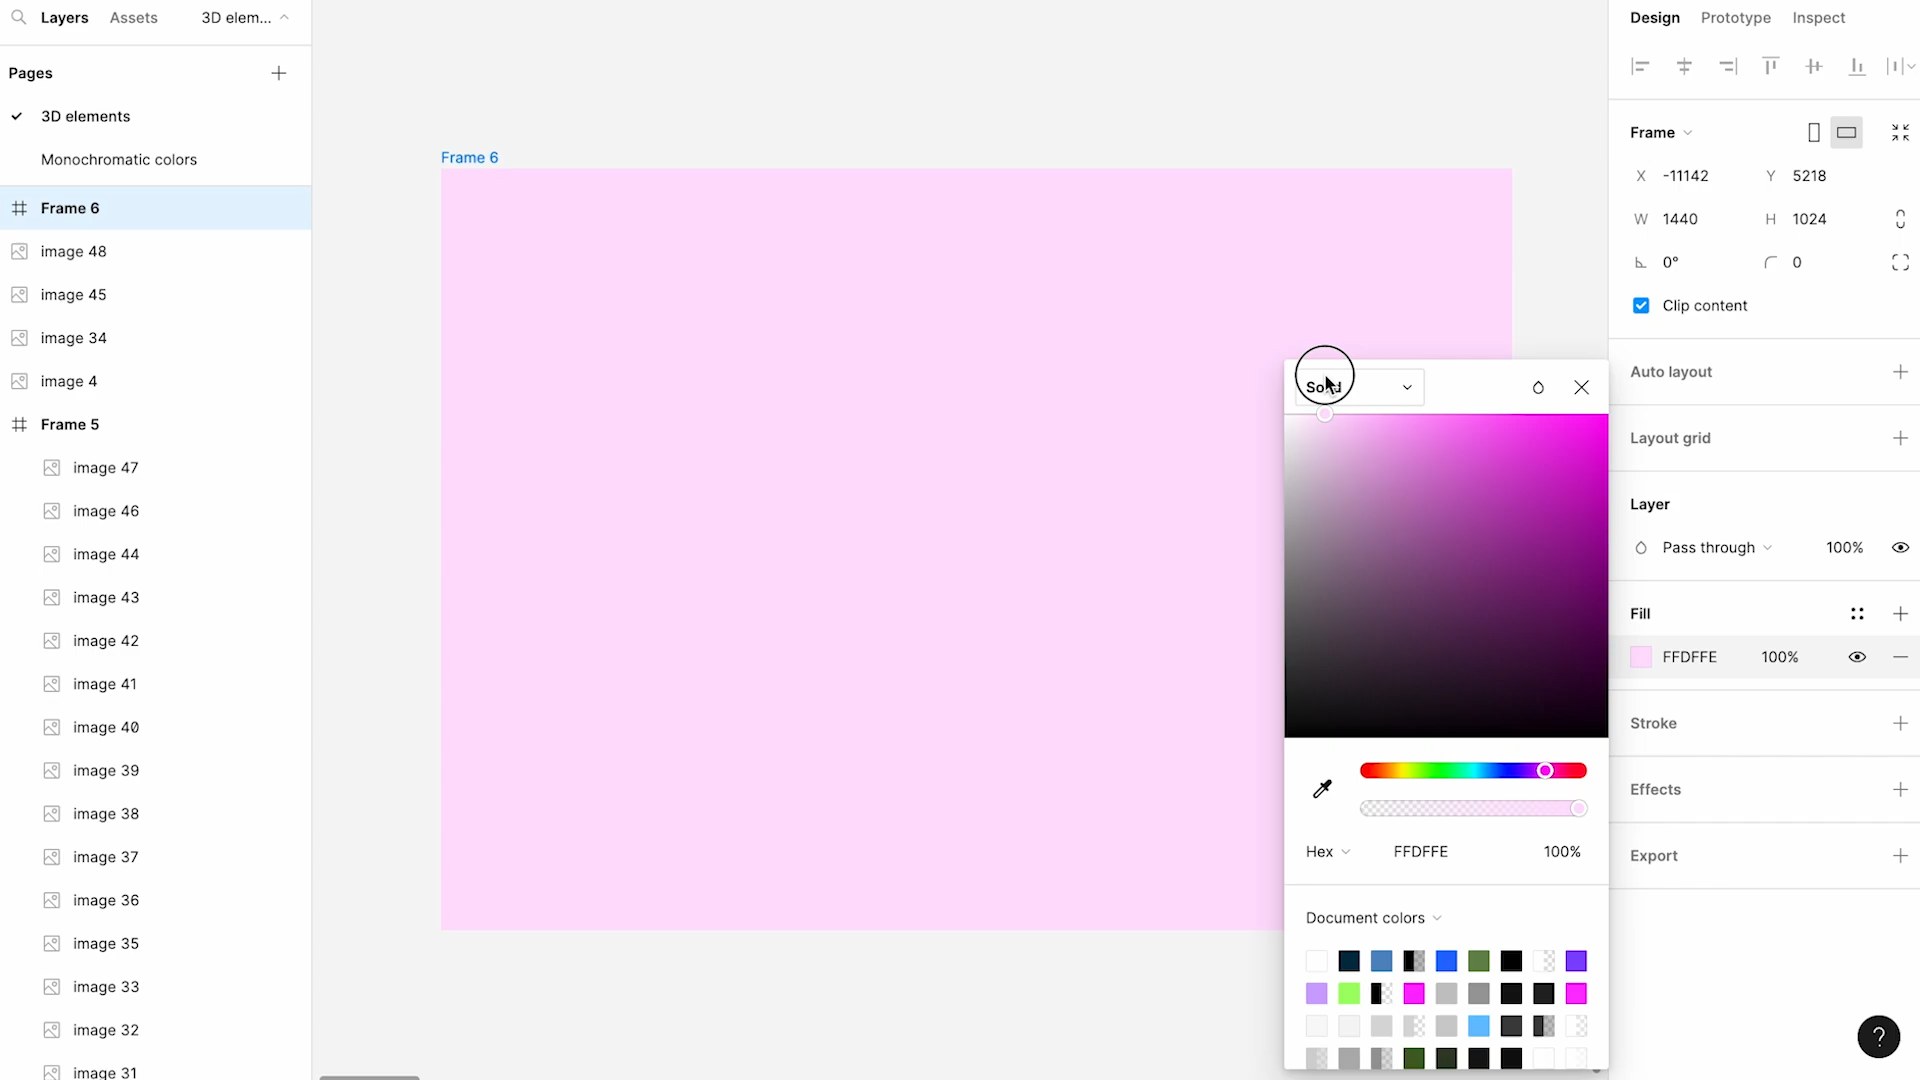 Layers Assets 3D elem...
Pages
3D elements
Monochromatic colors
Frame 6
image 48
image 45
image 34
image 4
Frame 5
image 47
image 46
image 44
image 43
image 42
image 41
image 40
image 39
image 38
image 37
image 36
image 35
image 33
image 32
image 31
Frame 6
Solid
Hex FFDFFE 100%
Document colors
Design Prototype Inspect
Frame
X -11142 Y 5218
W 1440 H 1024
0° 0
Clip content
Auto layout
Layout grid
Layer
Pass through 100%
Fill
FFDFFE 100%
Stroke
Effects
Export
?